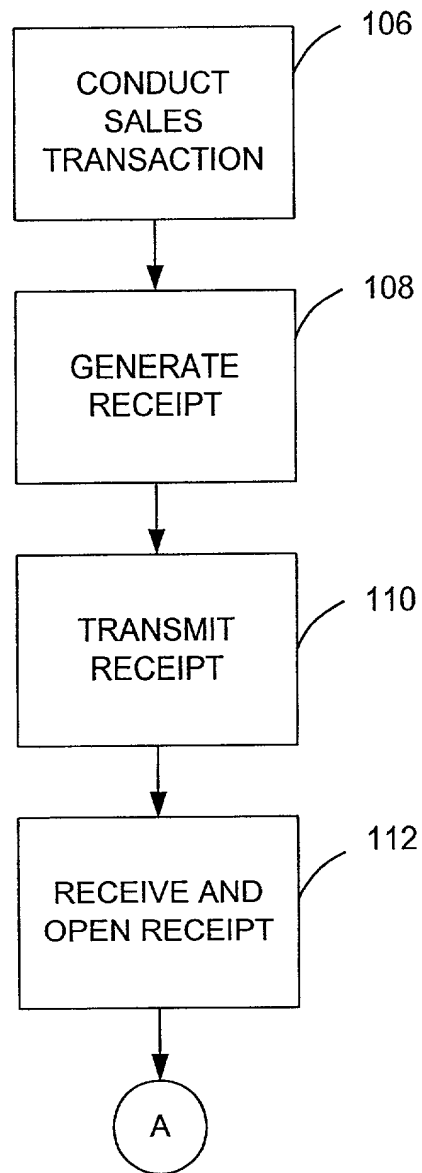 106
CONDUCT
SALES
TRANSACTION
108
GENERATE
RECEIPT
110
TRANSMIT
RECEIPT
112
RECEIVE AND
OPEN RECEIPT
A